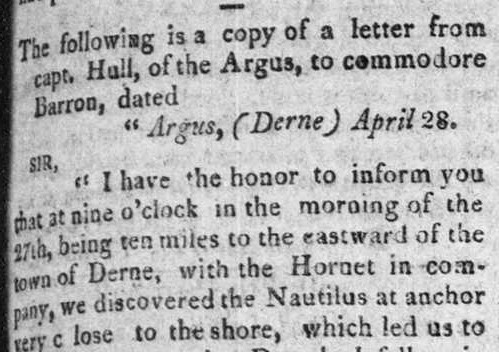 The following is a copy of a letter from
capt. Hull, of the Argus, to commodore
Barron, dated
“ Argus, (Derne) April 28.
SIR,
“ I have the honor to inform you
that at nine o'clock in the morning of the
27th, being ten miles to the eastward of the
town of Derne, with the Hornet in com-
pany, we discovered the Nautilus at anchor
very c lose to the shore, which led us to